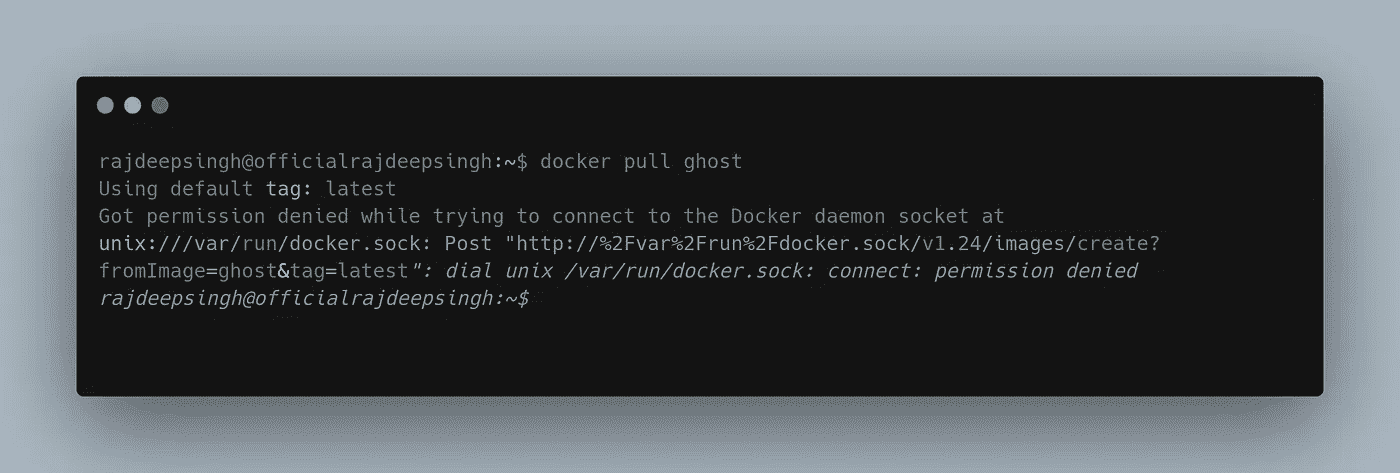 rajdeepsingh@officialrajdeepsingh:~$ docker pull ghost
Using default tag: latest
Got permission denied while trying to connect to the Docker daemon socket at
unix:///var/run/docker.sock: Post "http://%2Fvar%2Frun%2Fdocker.sock/v1.24/images/create?
fromImage=ghost&tag=latest": dial unix /var/run/docker.sock: connect: permission denied
rajdeepsingh@officialrajdeepsingh:~$